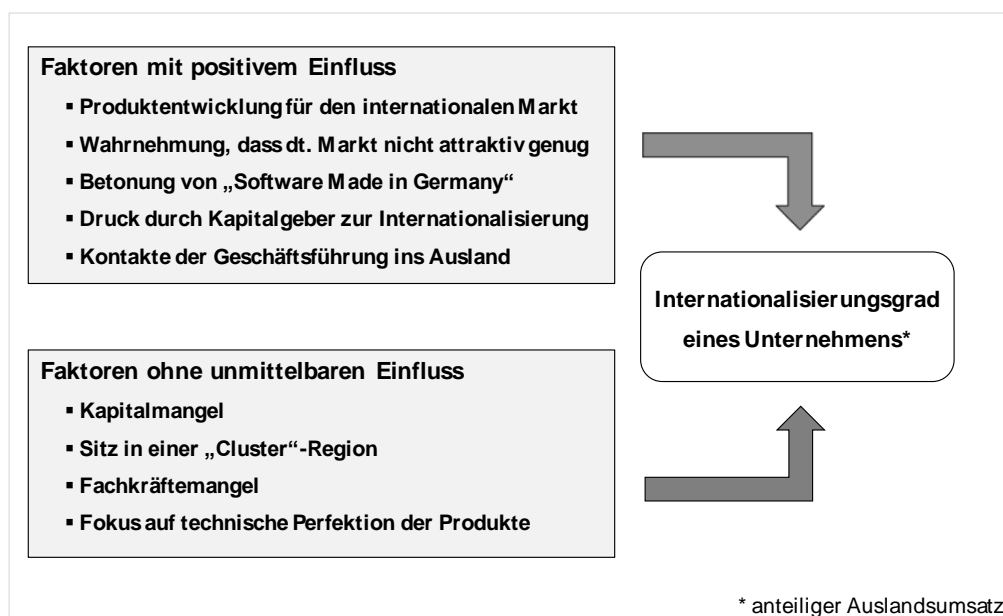 Faktoren mit positivem Einfluss
▪ Produktentwicklung für den internationalen Markt
▪ Wahrnehmung, dass dt. Markt nicht attraktiv genug
▪ Betonung von „Software Made in Germany“
▪ Druck durch Kapitalgeber zur Internationalisierung
▪ Kontakte der Geschäftsführung ins Ausland
Internationalisierungsgrad
eines Unternehmens*
Faktoren ohne unmittelbaren Einfluss
▪ Kapitalmangel
▪ Sitz in einer „Cluster“-Region
▪ Fachkräftemangel
▪ Fokus auf technische Perfektion der Produkte
* anteiliger Auslandsumsatz